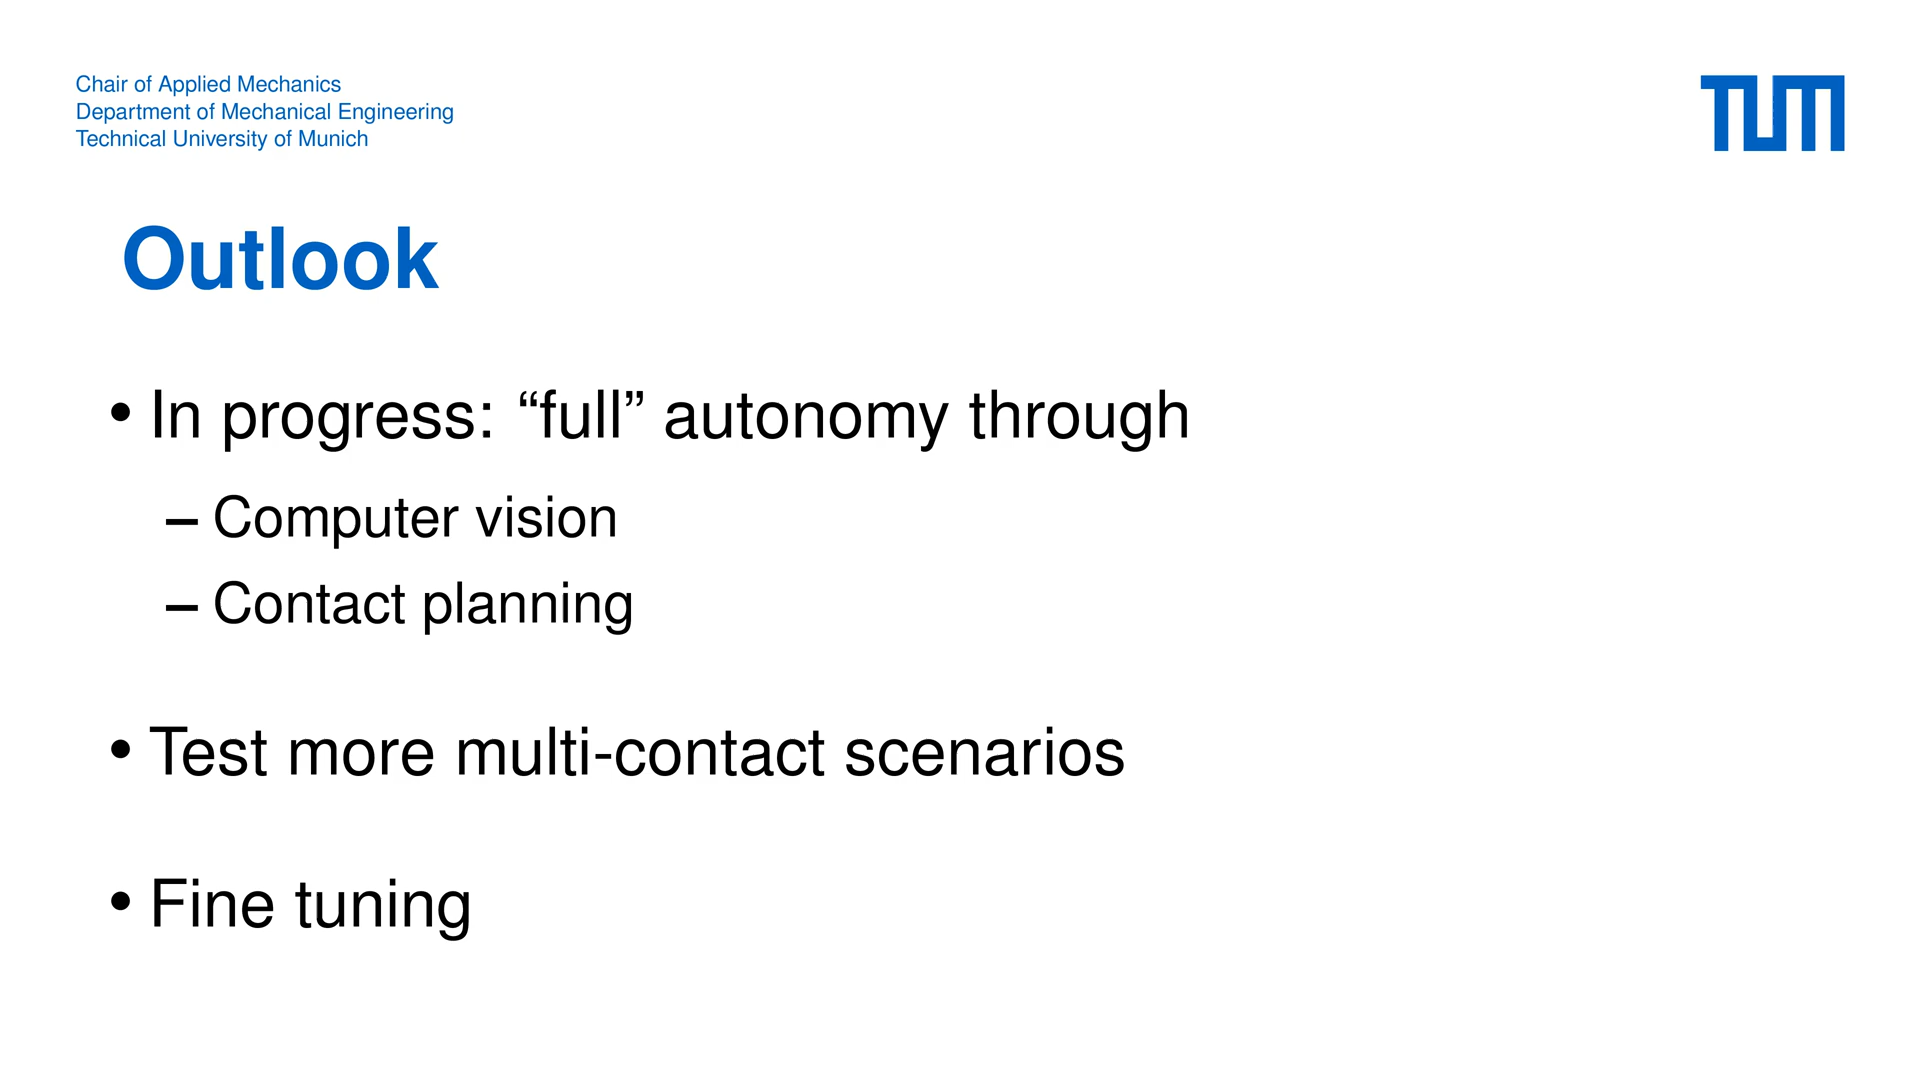 Chair of Applied Mechanics
Department of Mechanical Engineering
Technical University of Munich
TUM
Outlook
• In progress: “full” autonomy through
– Computer vision
– Contact planning
• Test more multi-contact scenarios
• Fine tuning